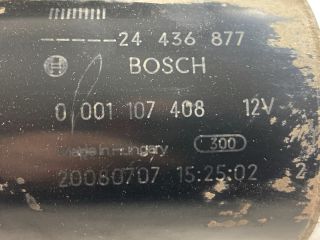 ------24 436 877
BOSCH
0 001 107 408 12V
Made in Hungary 300
20080707 15:25:02 2